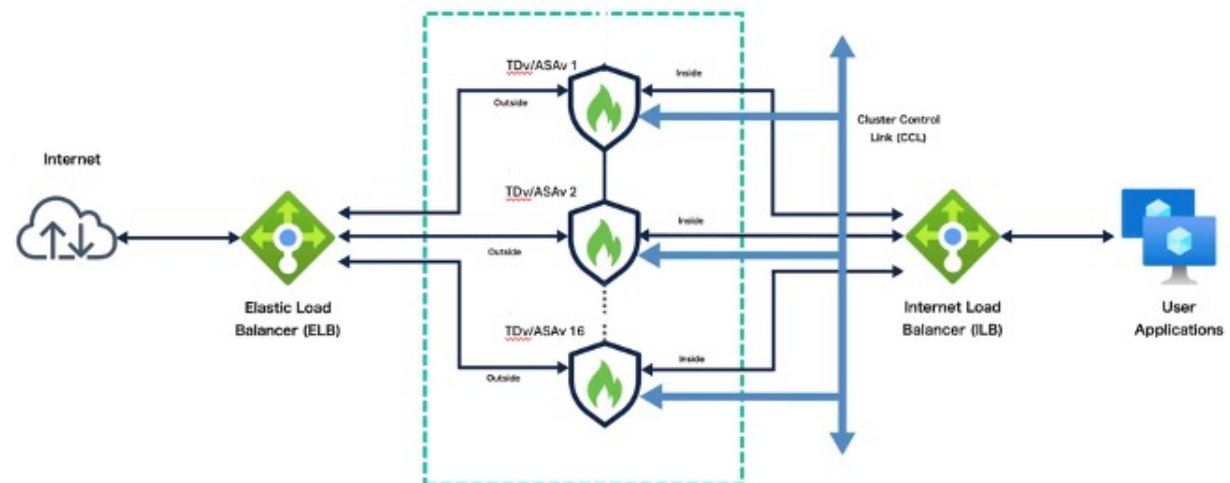 TDv/ASAv 1
Inside
Outside
Cluster Control
Link (CCL)
Internet
TDv/ASAv 2
Inside
Outside
Elastic Load
Balancer (ELB)
Internet Load
Balancer (ILB)
User
Applications
TDv/ASAv 16
Inside
Outside